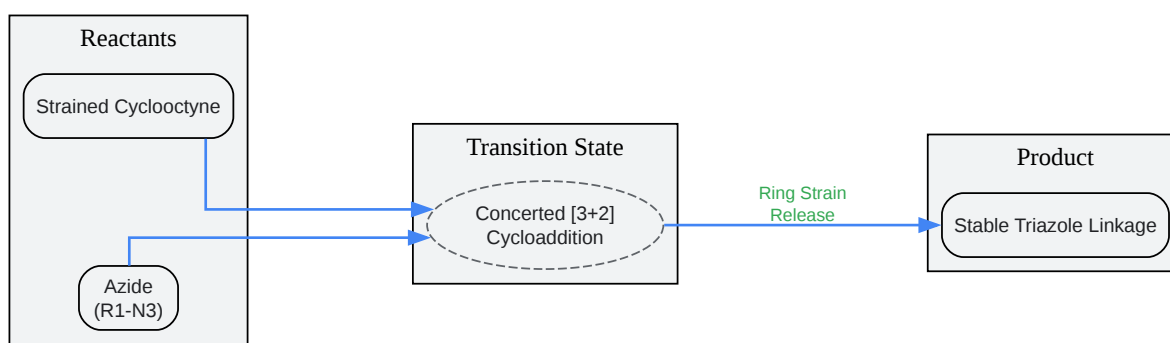 Reactants
Strained Cyclooctyne
Azide
(R1-N3)
Transition State
Concerted [3+2]
Cycloaddition
Ring Strain
Release
Product
Stable Triazole Linkage